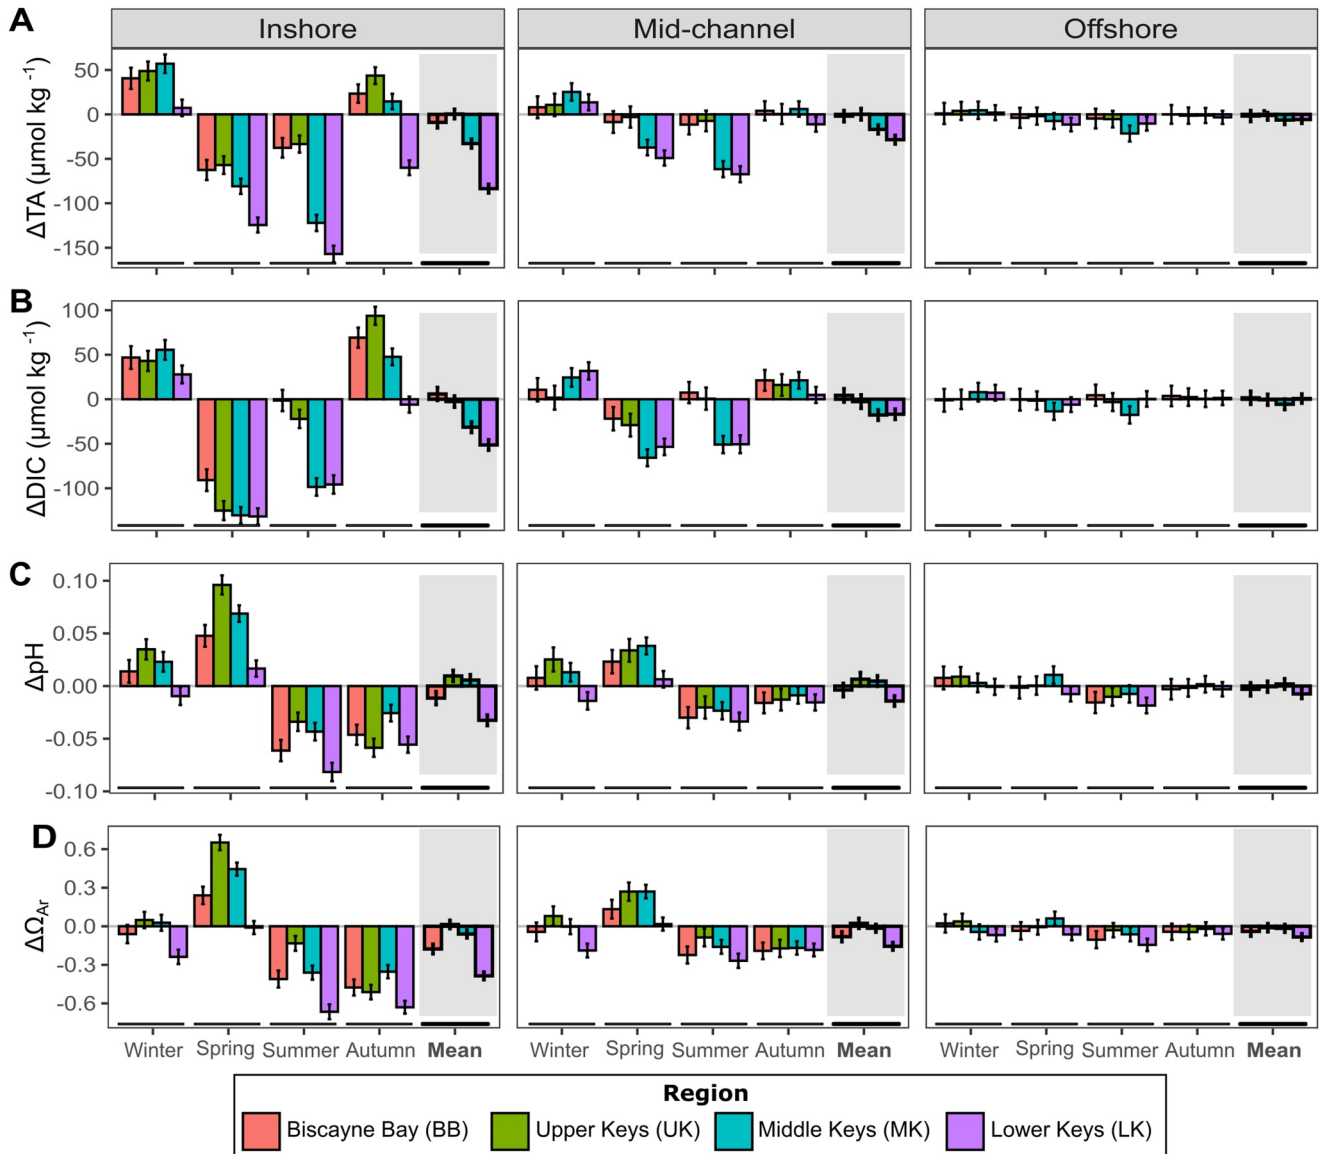 A
Inshore
Mid-channel
Offshore
ΔTA (μmol kg -1)
50
0
-50
-100
-150
B
ΔDIC (μmol kg -1)
100
50
0
-50
-100
C
ΔpH
0.10
0.05
0.00
-0.05
-0.10
D
ΔΩAr
0.6
0.3
0.0
-0.3
-0.6
Winter Spring Summer Autumn Mean
Winter Spring Summer Autumn Mean
Winter Spring Summer Autumn Mean
Region
Biscayne Bay (BB) Upper Keys (UK) Middle Keys (MK) Lower Keys (LK)